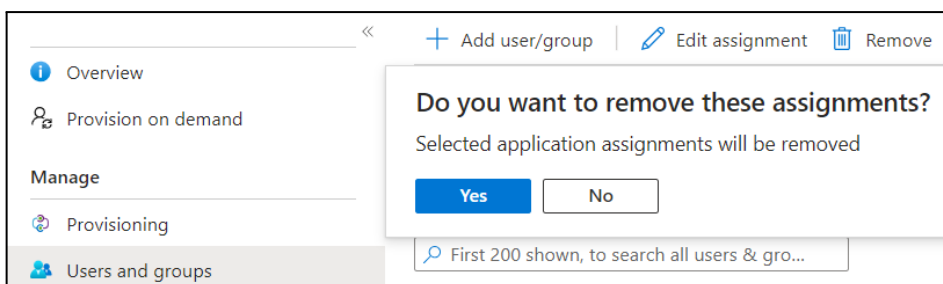 Overview
Provision on demand
Manage
Provisioning
Users and groups
Add user/group
Edit assignment
Remove
Do you want to remove these assignments?
Selected application assignments will be removed
Yes
No
First 200 shown, to search all users & gro...